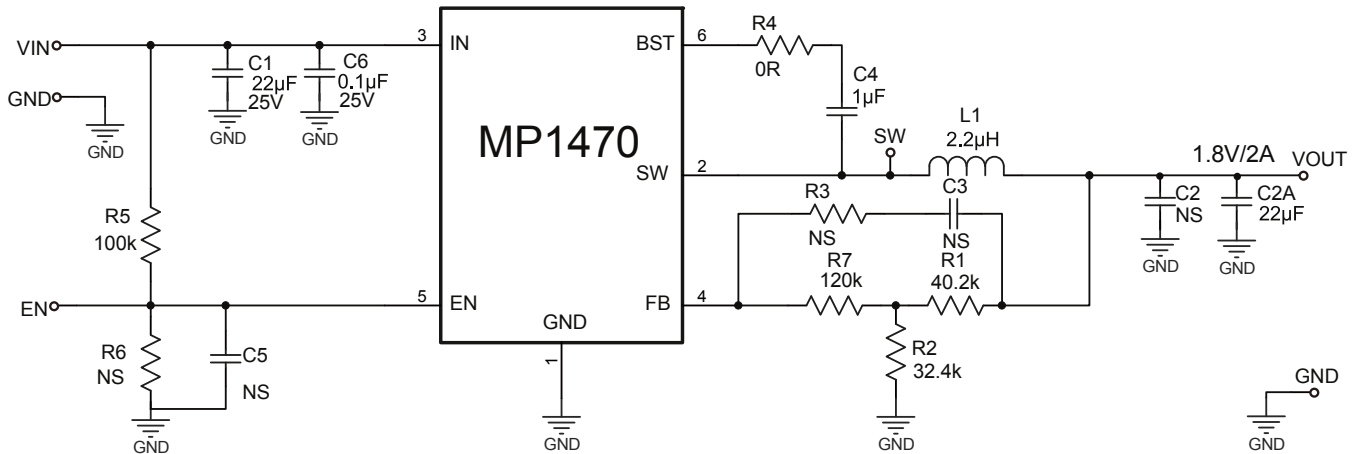 VIN
GND
GND
C1
22µF
25V
GND
C6
0.1µF
25V
GND
R5
100k
EN
R6
NS
GND
C5
NS
3
IN
5
EN
MP1470
BST
6
SW
2
FB
4
GND
1
GND
R4
0R
C4
1µF
SW
L1
2.2µH
R3
NS
C3
NS
R7
120k
R1
40.2k
R2
32.4k
GND
1.8V/2A
VOUT
C2
NS
GND
C2A
22µF
GND
GND
GND